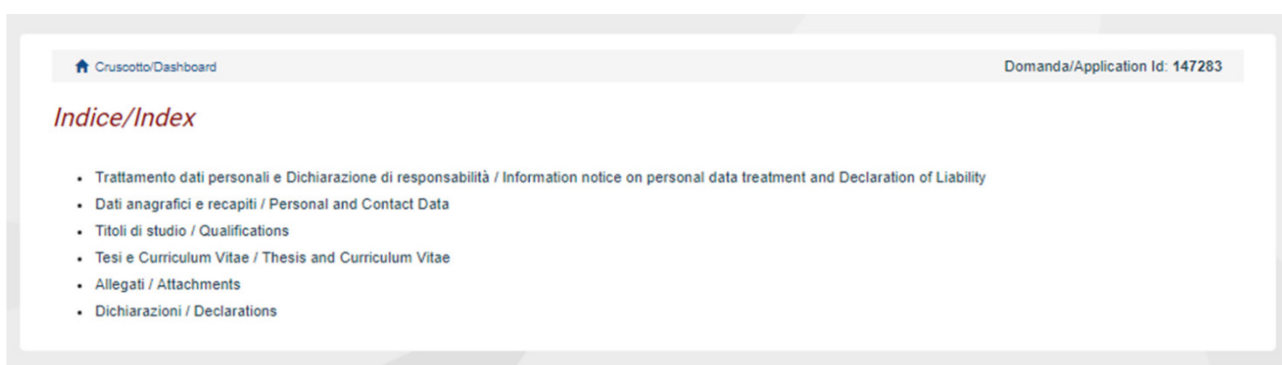 Cruscotto/Dashboard
Domanda/Application Id: 147283
Indice/Index
Trattamento dati personali e Dichiarazione di responsabilità / Information notice on personal data treatment and Declaration of Liability
Dati anagrafici e recapiti / Personal and Contact Data
Titoli di studio / Qualifications
Tesi e Curriculum Vitae / Thesis and Curriculum Vitae
Allegati / Attachments
Dichiarazioni / Declarations